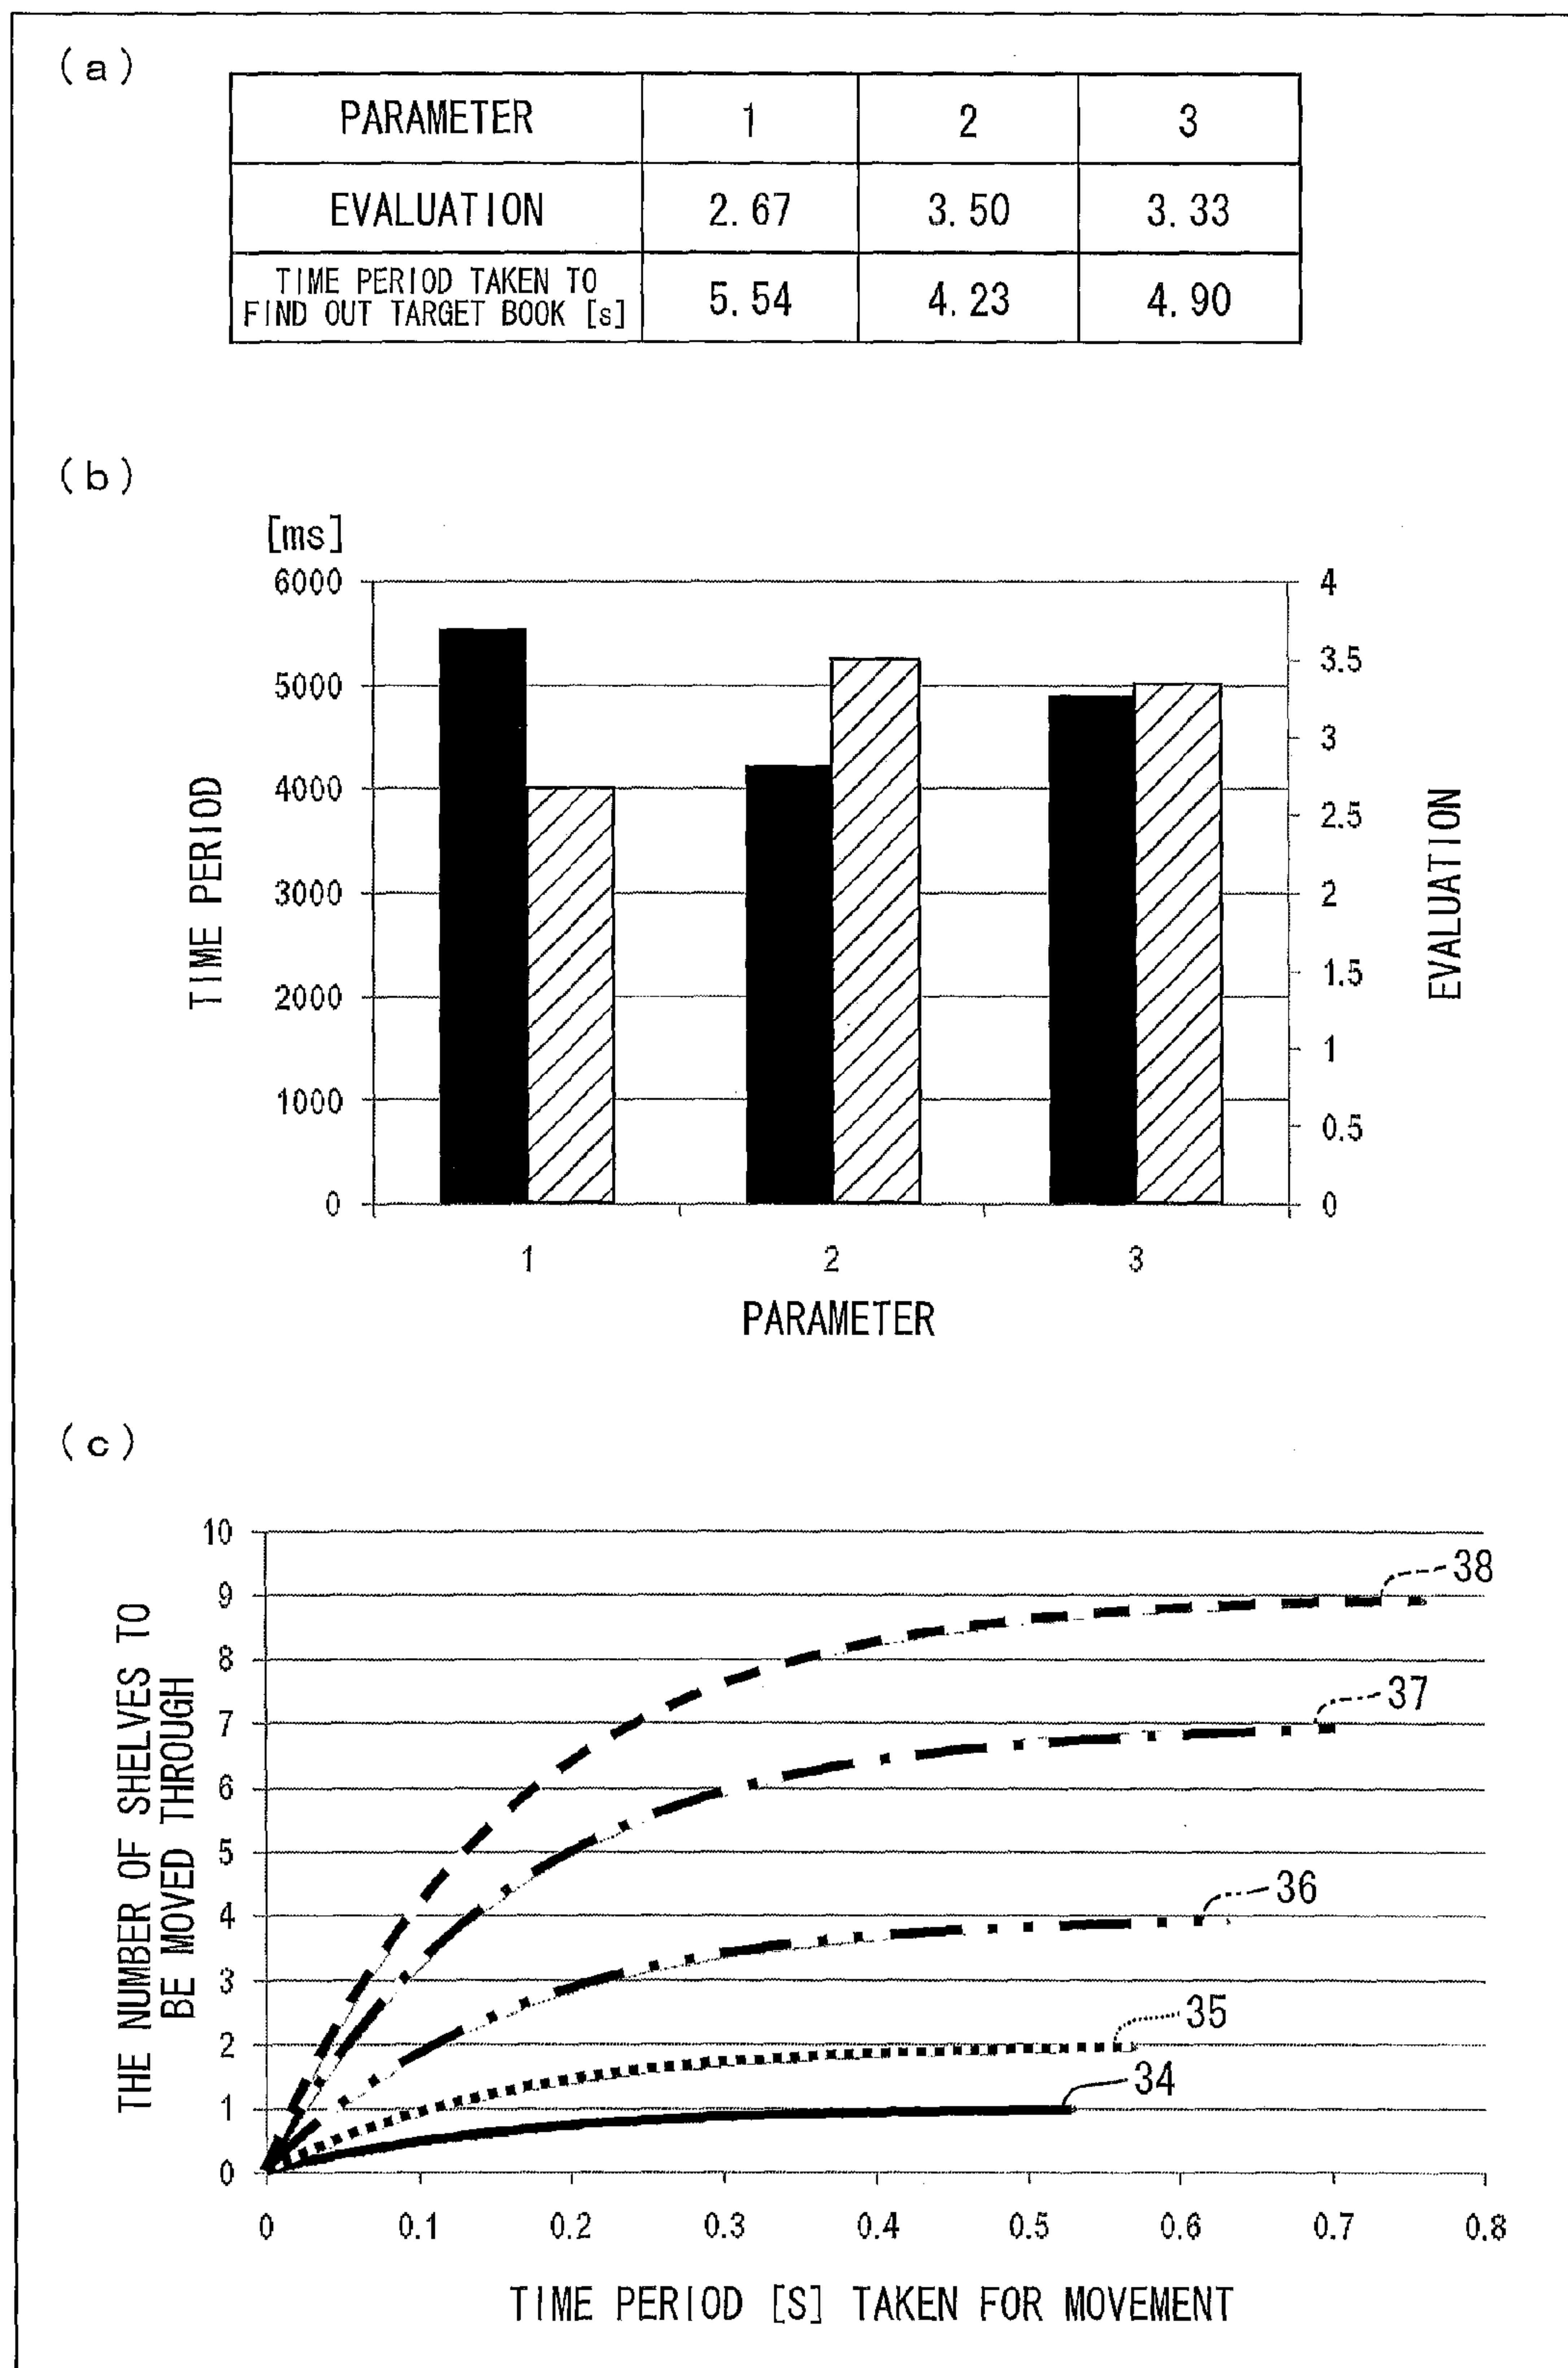 (a)
PARAMETER 1 2 3
EVALUATION 2.67 3.50 3.33
TIME PERIOD TAKEN TO
FIND OUT TARGET BOOK [s] 5.54 4.23 4.90
(b)
[ms]
6000
5000
4000
3000
2000
1000
0
TIME PERIOD
4
3.5
3
2.5
2
1.5
1
0.5
0
EVALUATION
1 2 3
PARAMETER
(c)
10
9
8
7
6
5
4
3
2
1
0
THE NUMBER OF SHELVES TO
BE MOVED THROUGH
38
37
36
35
34
0 0.1 0.2 0.3 0.4 0.5 0.6 0.7 0.8
TIME PERIOD [S] TAKEN FOR MOVEMENT